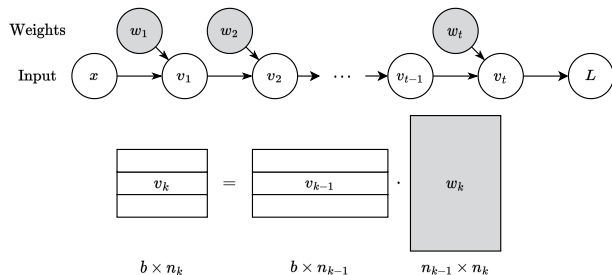 Weights w₁ w₂ wₜ
Input x v₁ v₂ ⋯ vₜ₋₁ vₜ L
vₖ = vₖ₋₁ · wₖ
b × nₖ b × nₖ₋₁ nₖ₋₁ × nₖ